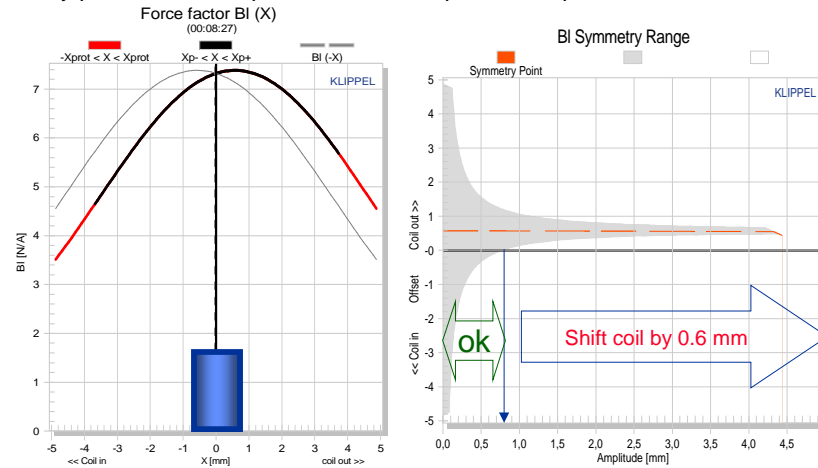 Force factor Bl (X)
(00:08:27)
-Xprot < X < Xprot
Xp- < X < Xp+
Bl (-X)
KLIPPEL
Bl [N/A]
7
6
5
4
3
2
1
0
-5 -4 -3 -2 -1 0 1 2 3 4 5
<< Coil in
X [mm]
coil out >>
Bl Symmetry Range
Symmetry Point
KLIPPEL
<< Coil in Offset Coil out >>
5
4
3
2
1
-0
-1
-2
-3
-4
-5
ok
Shift coil by 0.6 mm
0,0 0,5 1,0 2,0 2,5 3,0 3,5 4,0 4,5
Amplitude [mm]